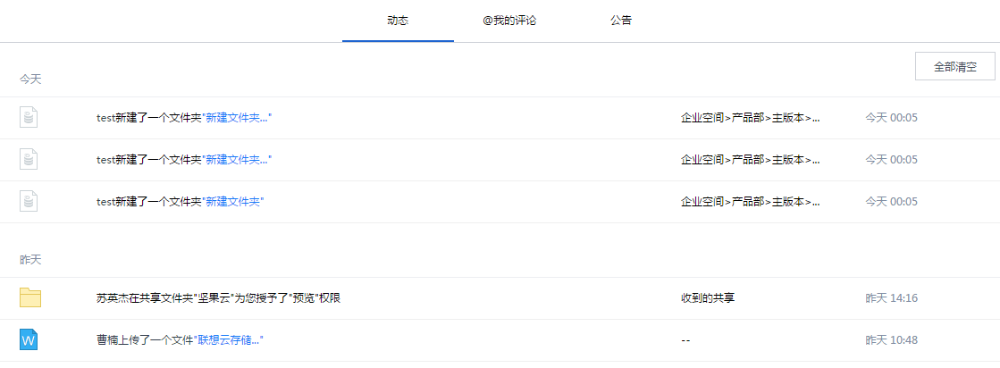 动态 @我的评论 公告
全部清空
今天
test新建了一个文件夹"新建文件夹..." 企业空间>产品部>主版本>... 今天 00:05
test新建了一个文件夹"新建文件夹..." 企业空间>产品部>主版本>... 今天 00:05
test新建了一个文件夹"新建文件夹" 企业空间>产品部>主版本>... 今天 00:05
昨天
苏英杰在共享文件夹"坚果云"为您授予了"预览"权限 收到的共享 昨天 14:16
W 曹楠上传了一个文件"联想云存储..." -- 昨天 10:48